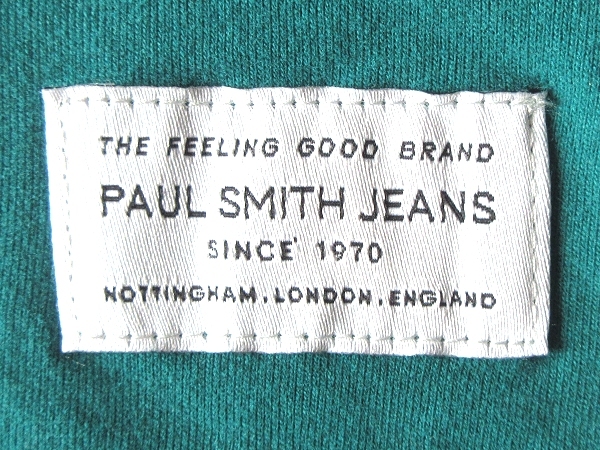 THE FEELING GOOD BRAND
PAUL SMITH JEANS
SINCE' 1970
NOTTINGHAM. LONDON. ENGLAND